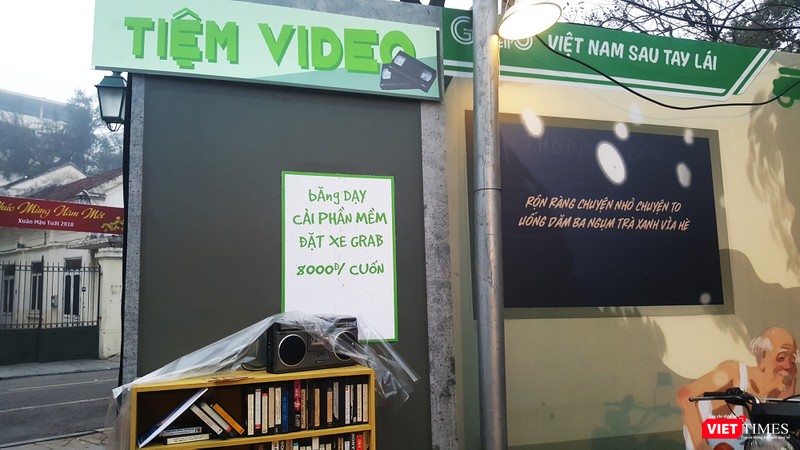 TIỆM VIDEO
VIỆT NAM SAU TAY LÁI
băng DẠY
CÀI PHẦN MỀM
ĐẶT XE GRAB
8000Đ/ CUỐN
RỘN RÀNG CHUYỆN NHỎ CHUYỆN TO
UỐNG DĂM BA NGỤM TRÀ XANH VỈA HÈ
Chúc Mừng Năm Mới
Xuân Mậu Tuất 2018
VIETTIMES